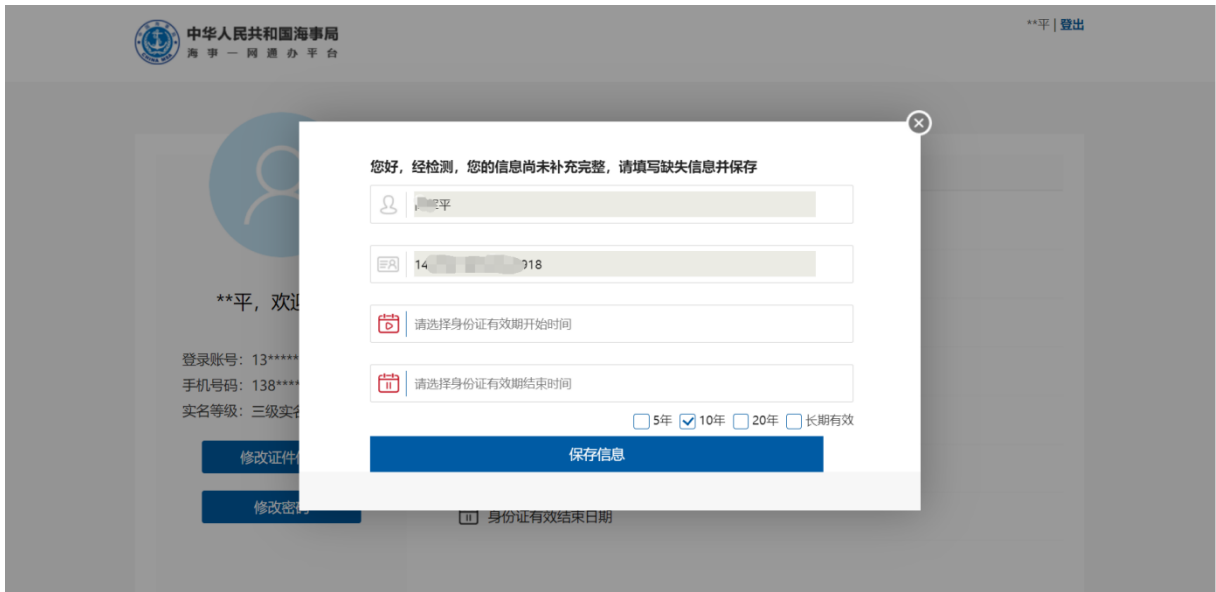 中华人民共和国海事局
海事一网通办平台
**平 | 登出
您好，经检测，您的信息尚未补充完整，请填写缺失信息并保存
平
14 918
请选择身份证有效期开始时间
请选择身份证有效期结束时间
5年 10年 20年 长期有效
保存信息
**平，欢迎
登录账号：13*****
手机号码：138****
实名等级：三级实名
修改证件
修改密码
身份证有效结束日期